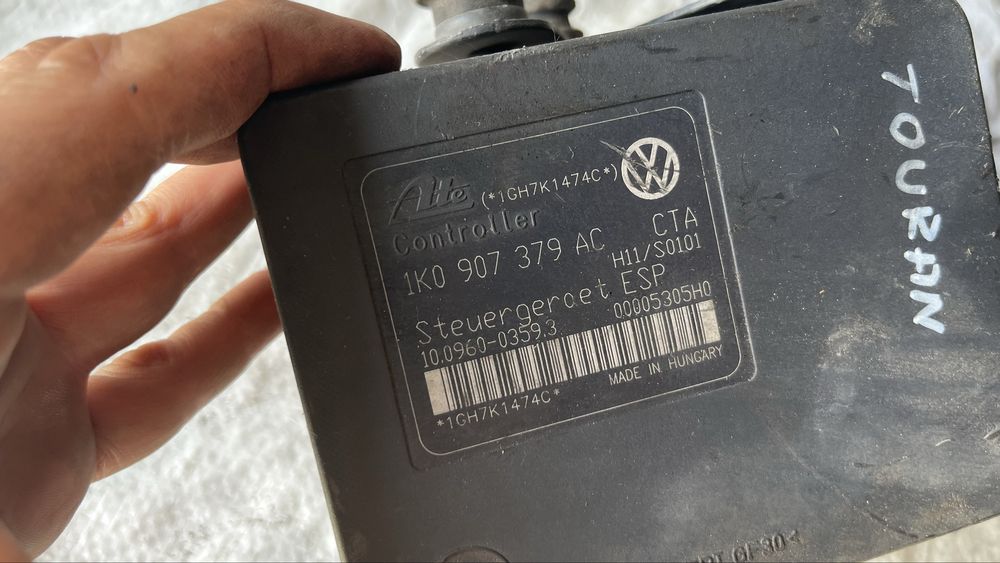 Ate (*1GH7K1474C*)
Controller
1K0 907 379 AC CTA
H11/S0101
Steuergeraet ESP
10.0960-0359.3 00005305H0
MADE IN HUNGARY
*1GH7K1474C*
TOURAN